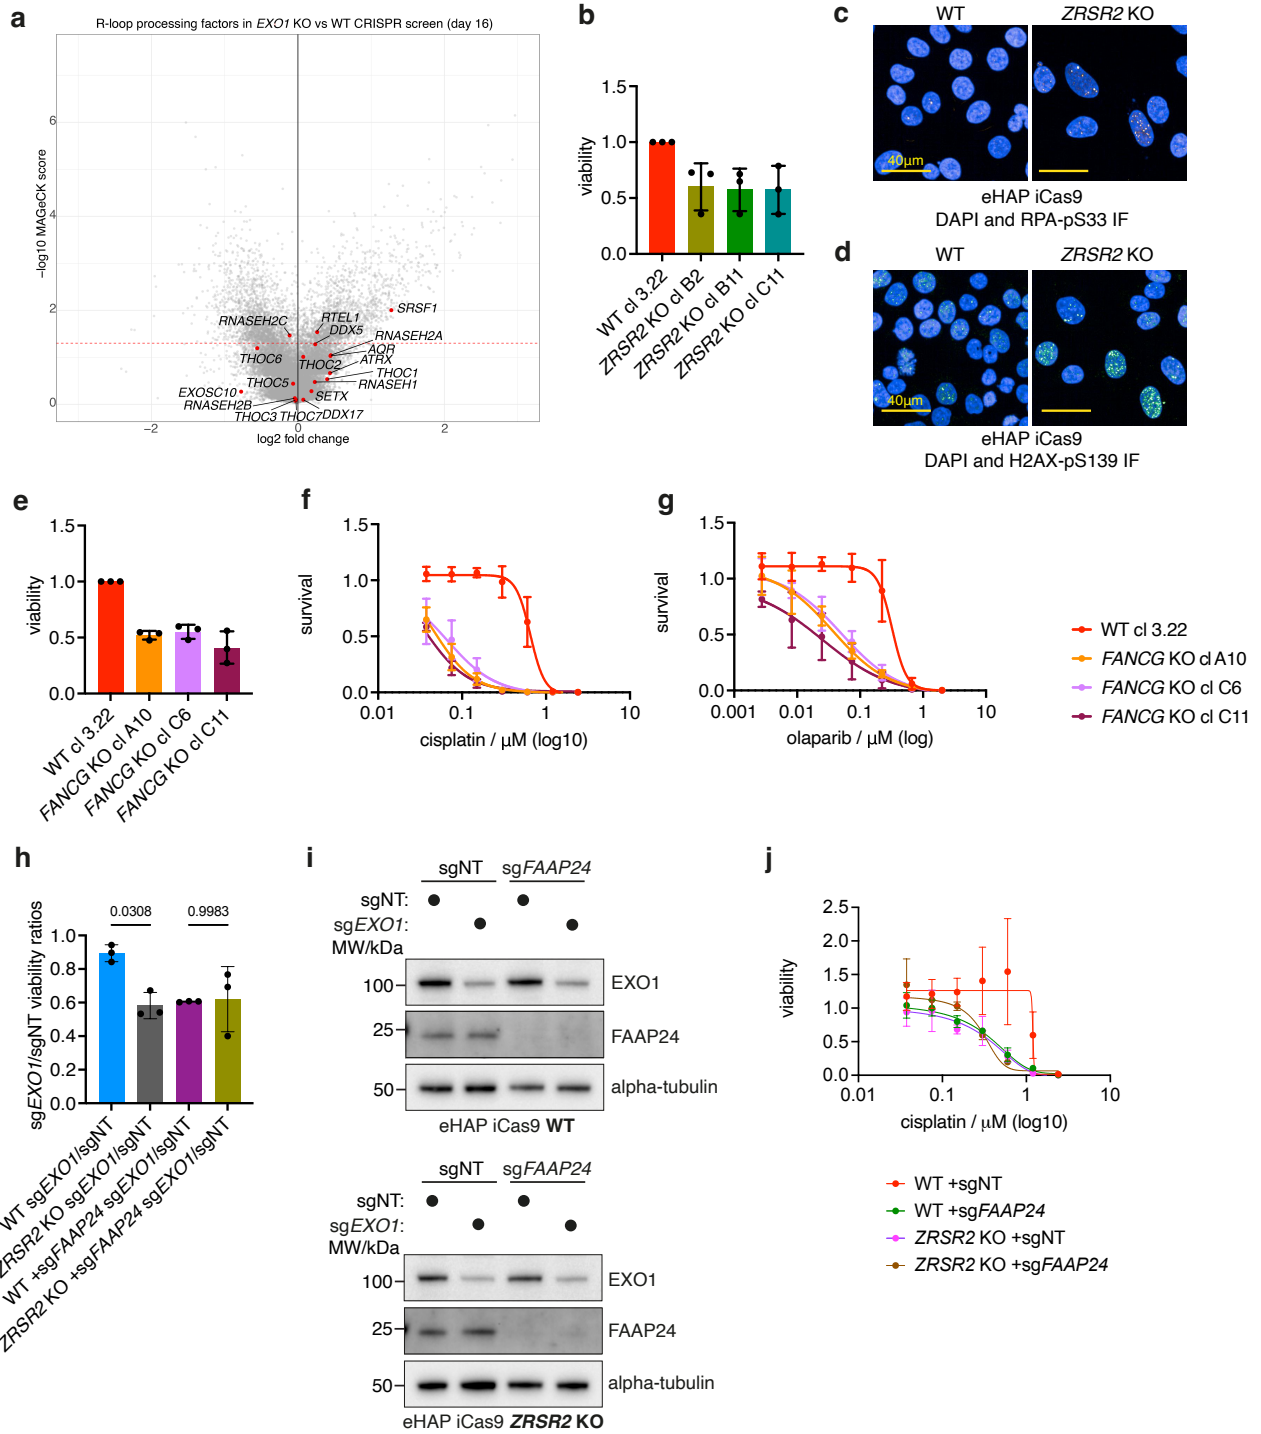 a
R-loop processing factors in EXO1 KO vs WT CRISPR screen (day 16)
−log10 MAGeCK score
6
4
2
0
−2
0
2
log2 fold change
SRSF1
RNASEH2C
RTEL1
DDX5
RNASEH2A
THOC6
THOC2
AQR
ATRX
THOC5
THOC1
RNASEH1
EXOSC10
SETX
RNASEH2B
THOC3
THOC7
DDX17
b
viability
1.5
1.0
0.5
0.0
WT cl 3.22
ZRSR2 KO cl B2
ZRSR2 KO cl B11
ZRSR2 KO cl C11
c
WT
ZRSR2 KO
40µm
eHAP iCas9
DAPI and RPA-pS33 IF
d
WT
ZRSR2 KO
40µm
eHAP iCas9
DAPI and H2AX-pS139 IF
e
viability
1.5
1.0
0.5
0.0
WT cl 3.22
FANCG KO cl A10
FANCG KO cl C6
FANCG KO cl C11
f
survival
1.5
1.0
0.5
0.0
0.01
0.1
1
10
cisplatin / µM (log10)
g
survival
1.5
1.0
0.5
0.0
0.001
0.01
0.1
1
10
olaparib / µM (log)
WT cl 3.22
FANCG KO cl A10
FANCG KO cl C6
FANCG KO cl C11
h
sgEXO1/sgNT viability ratios
0.0308
0.9983
1.0
0.8
0.6
0.4
0.2
0.0
WT sgEXO1/sgNT
ZRSR2 KO sgEXO1/sgNT
WT +sgFAAP24 sgEXO1/sgNT
ZRSR2 KO +sgFAAP24 sgEXO1/sgNT
i
sgNT
sgFAAP24
sgNT:
sgEXO1:
MW/kDa
100
EXO1
25
FAAP24
50
alpha-tubulin
eHAP iCas9 WT
sgNT
sgFAAP24
sgNT:
sgEXO1:
MW/kDa
100
EXO1
25
FAAP24
50
alpha-tubulin
eHAP iCas9 ZRSR2 KO
j
viability
2.5
2.0
1.5
1.0
0.5
0.0
0.01
0.1
1
10
cisplatin / µM (log10)
WT +sgNT
WT +sgFAAP24
ZRSR2 KO +sgNT
ZRSR2 KO +sgFAAP24